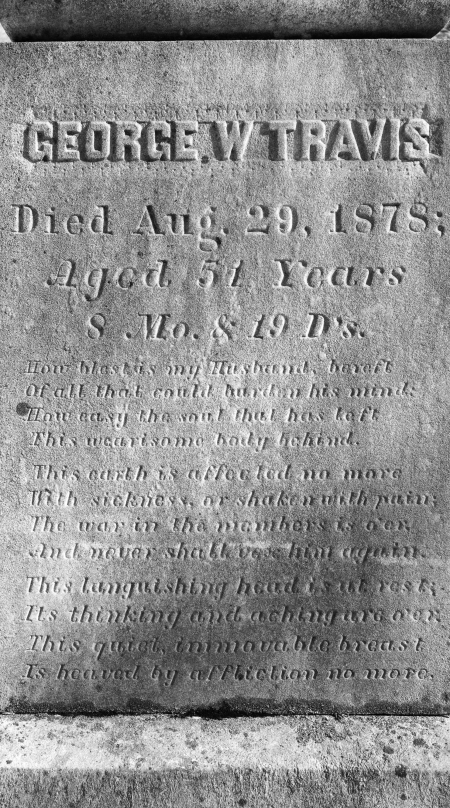 GEORGE W TRAVIS
Died Aug. 29, 1878;
Aged 51 Years
8 Mo. & 19 D's.
How blest is my Husband, bereft
Of all that could burden his mind;
How easy the soul that has left
This wearisome body behind.
This earth is affected no more
With sickness, or shaken with pain;
The war in the members is o'er,
And never shall vex him again.
This languishing head is at rest;
Its thinking and aching are o'er.
This quiet, immovable breast
Is heaved by affliction no more.